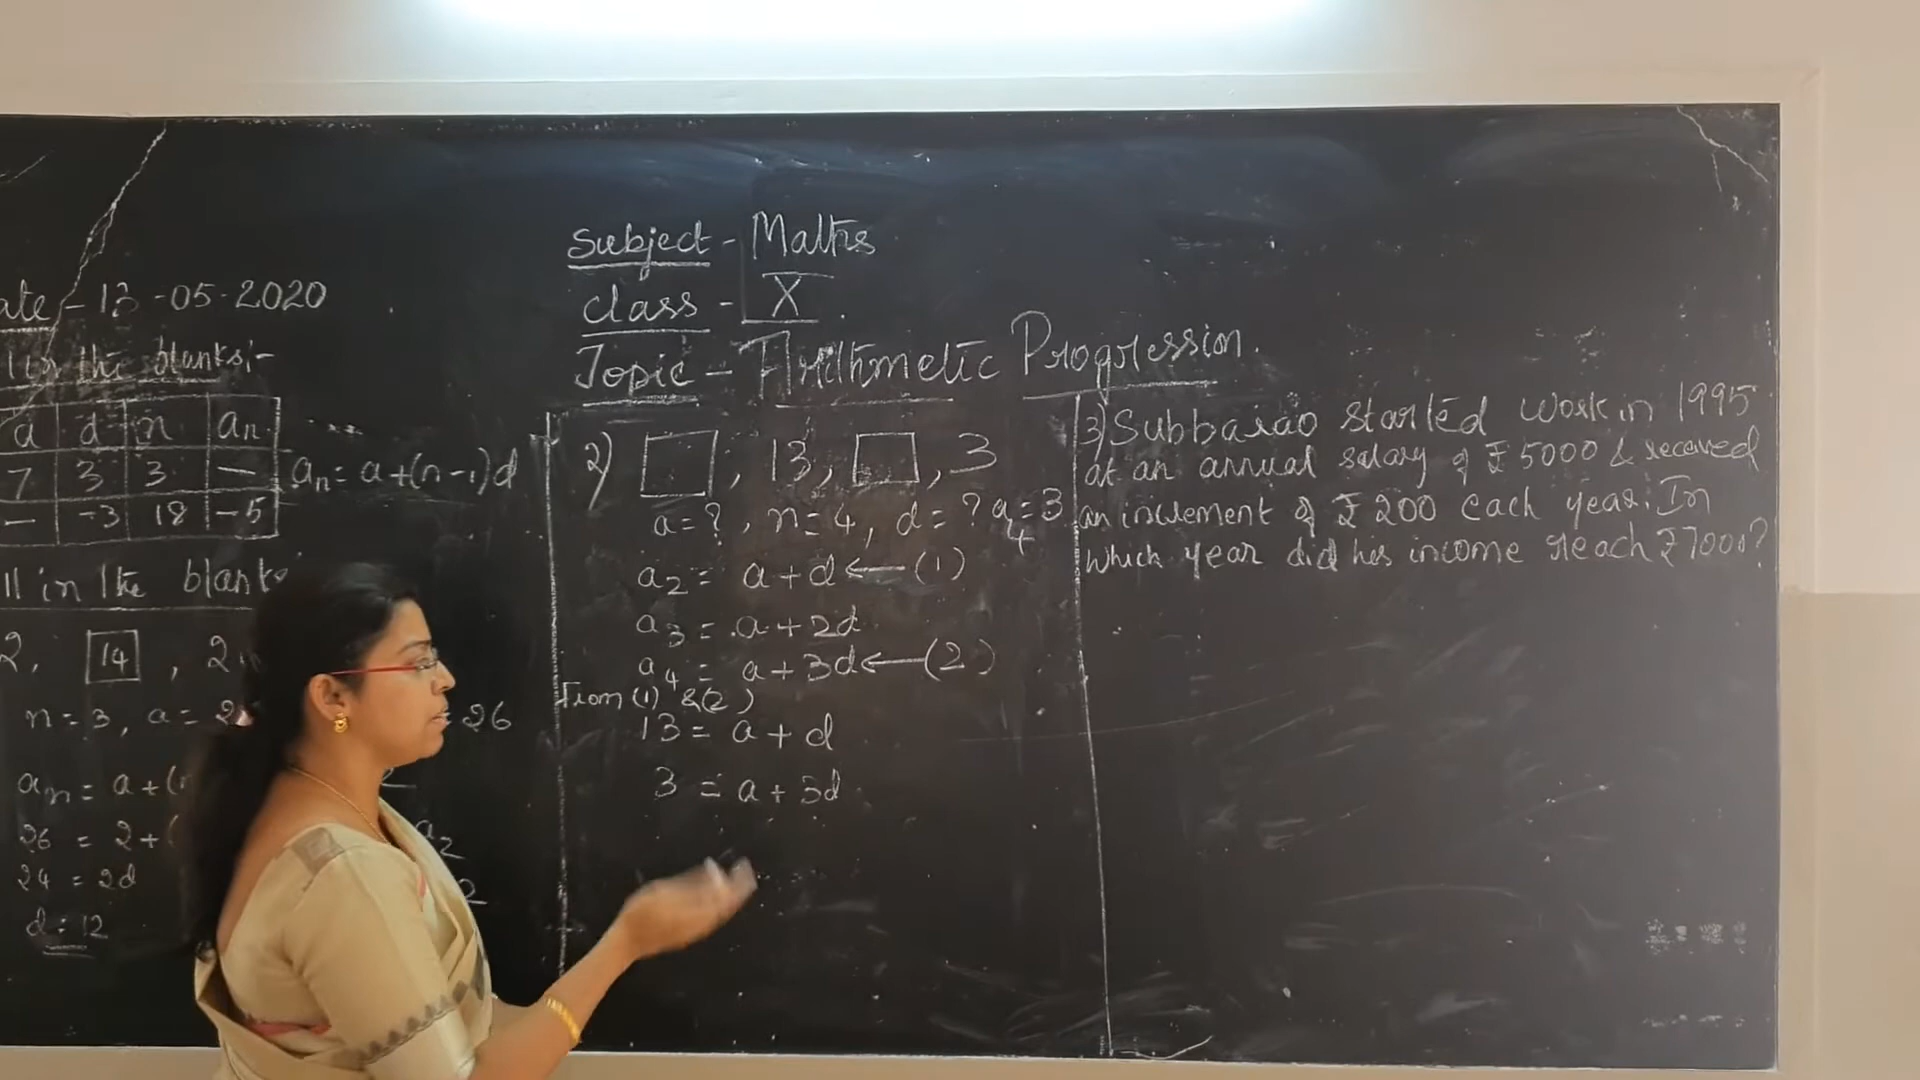 Subject - Maths
Class - X
Topic - Arithmetic Progression.
ate - 13-05-2020
the blanks:-
a d n an
7 3 3 —
— -3 18 -5
an = a+(n-1)d
ll in the blanks
2, 14, 2
n = 3, a = 2 = 26
an = a+(n
26 = 2+(
24 = 2d
d = 12
a2
2
2) □, 13, □, 3
a = ?, n = 4, d = ? a4 = 3
a2 = a+d ← (1)
a3 = a+2d
a4 = a+3d ← (2)
From (1) & (2)
13 = a+d
3 = a+3d
3) Subbarao started work in 1995
at an annual salary of ₹ 5000 & received
an increment of ₹ 200 each year. In
which year did his income reach ₹ 7000?